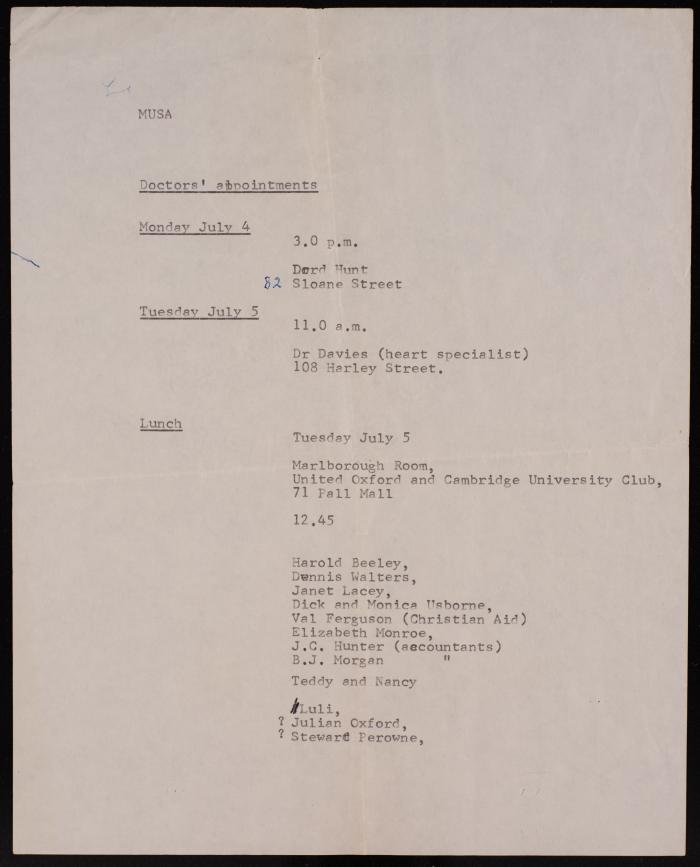 MUSA
Doctors' appointments
Monday July 4
3.0 p.m.
Lord Hunt
82 Sloane Street
Tuesday July 5
11.0 a.m.
Dr Davies (heart specialist)
108 Harley Street.
Lunch
Tuesday July 5
Marlborough Room,
United Oxford and Cambridge University Club,
71 Pall Mall
12.45
Harold Beeley,
Dennis Walters,
Janet Lacey,
Dick and Monica Usborne,
Val Ferguson (Christian Aid)
Elizabeth Monroe,
J.C. Hunter (accountants)
B.J. Morgan "
Teddy and Nancy
Luli,
? Julian Oxford,
? Steward Perowne,